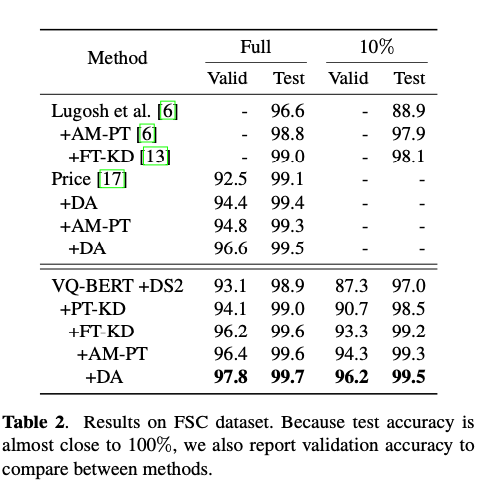 Method Full 10%
Valid Test Valid Test
Lugosh et al. [6] - 96.6 - 88.9
+AM-PT [6] - 98.8 - 97.9
+FT-KD [13] - 99.0 - 98.1
Price [17] 92.5 99.1 - -
+DA 94.4 99.4 - -
+AM-PT 94.8 99.3 - -
+DA 96.6 99.5 - -
VQ-BERT +DS2 93.1 98.9 87.3 97.0
+PT-KD 94.1 99.0 90.7 98.5
+FT-KD 96.2 99.6 93.3 99.2
+AM-PT 96.4 99.6 94.3 99.3
+DA 97.8 99.7 96.2 99.5
Table 2. Results on FSC dataset. Because test accuracy is
almost close to 100%, we also report validation accuracy to
compare between methods.